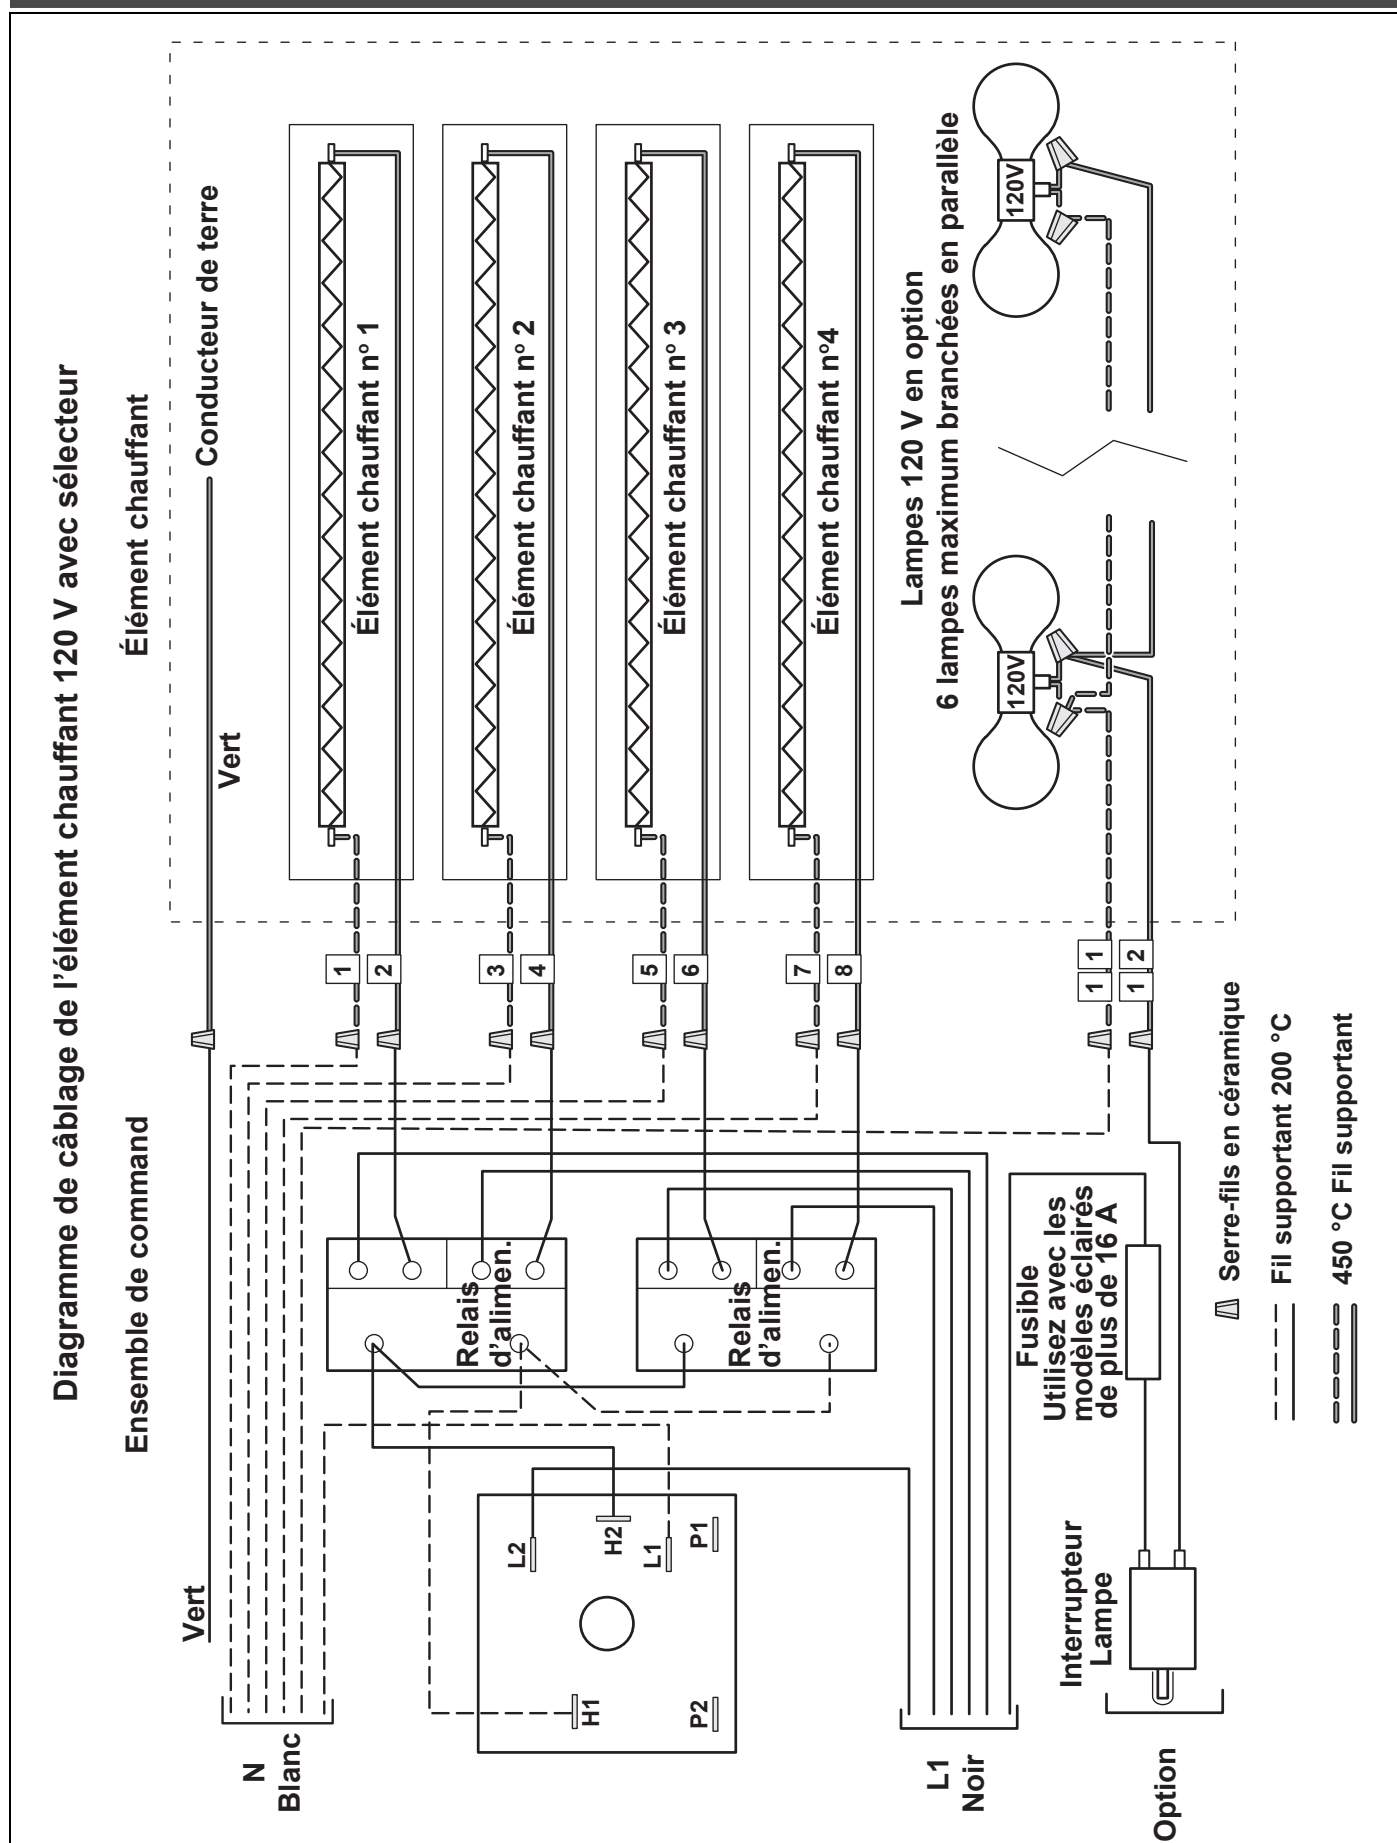 Diagramme de câblage de l'élément chauffant 120 V avec sélecteur
Ensemble de command
Élément chauffant
Vert
Vert
Conducteur de terre
N
Blanc
1
2
Élément chauffant nº 1
3
4
Élément chauffant nº 2
5
6
Élément chauffant nº 3
7
8
Élément chauffant nº4
Relais
d'alimen.
Relais
d'alimen.
L2
H2
L1
P1
H1
P2
L1
Noir
Lampes 120 V en option
6 lampes maximum branchées en parallèle
120V
120V
1 1
1 2
Fusible
Utilisez avec les
modèles éclairés
de plus de 16 A
Interrupteur
Lampe
Option
Serre-fils en céramique
Fil supportant 200 °C
450 °C Fil supportant